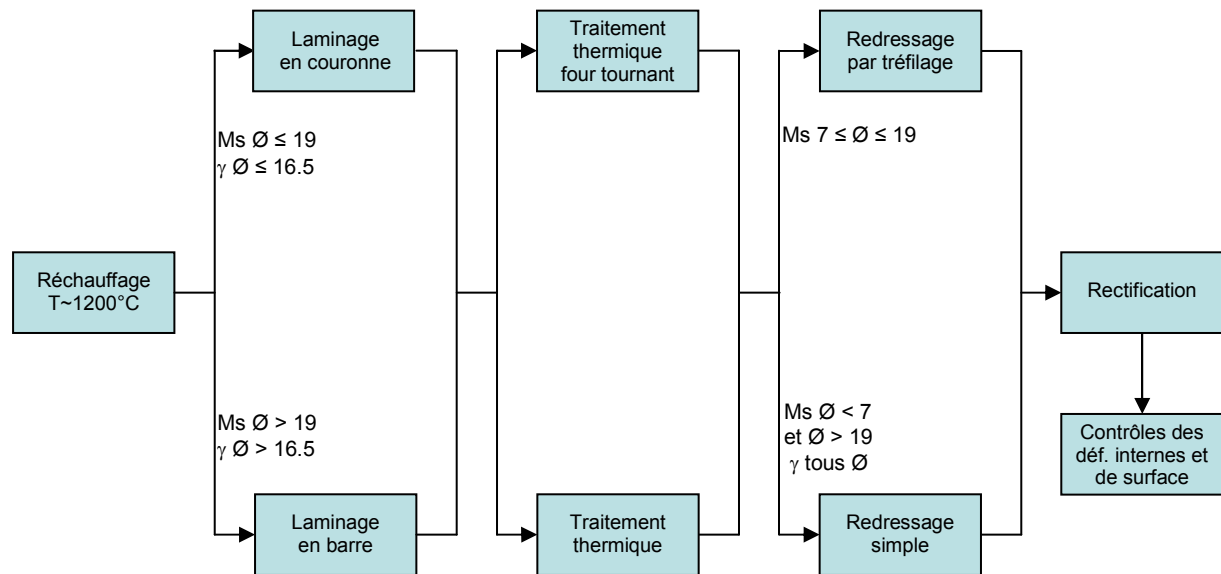 Laminage
en couronne
Traitement
thermique
four tournant
Redressage
par tréfilage
Ms Ø ≤ 19
γ Ø ≤ 16.5
Ms 7 ≤ Ø ≤ 19
Réchauffage
T~1200°C
Rectification
Ms Ø > 19
γ Ø > 16.5
Ms Ø < 7
et Ø > 19
γ tous Ø
Contrôles des
déf. internes et
de surface
Laminage
en barre
Traitement
thermique
Redressage
simple